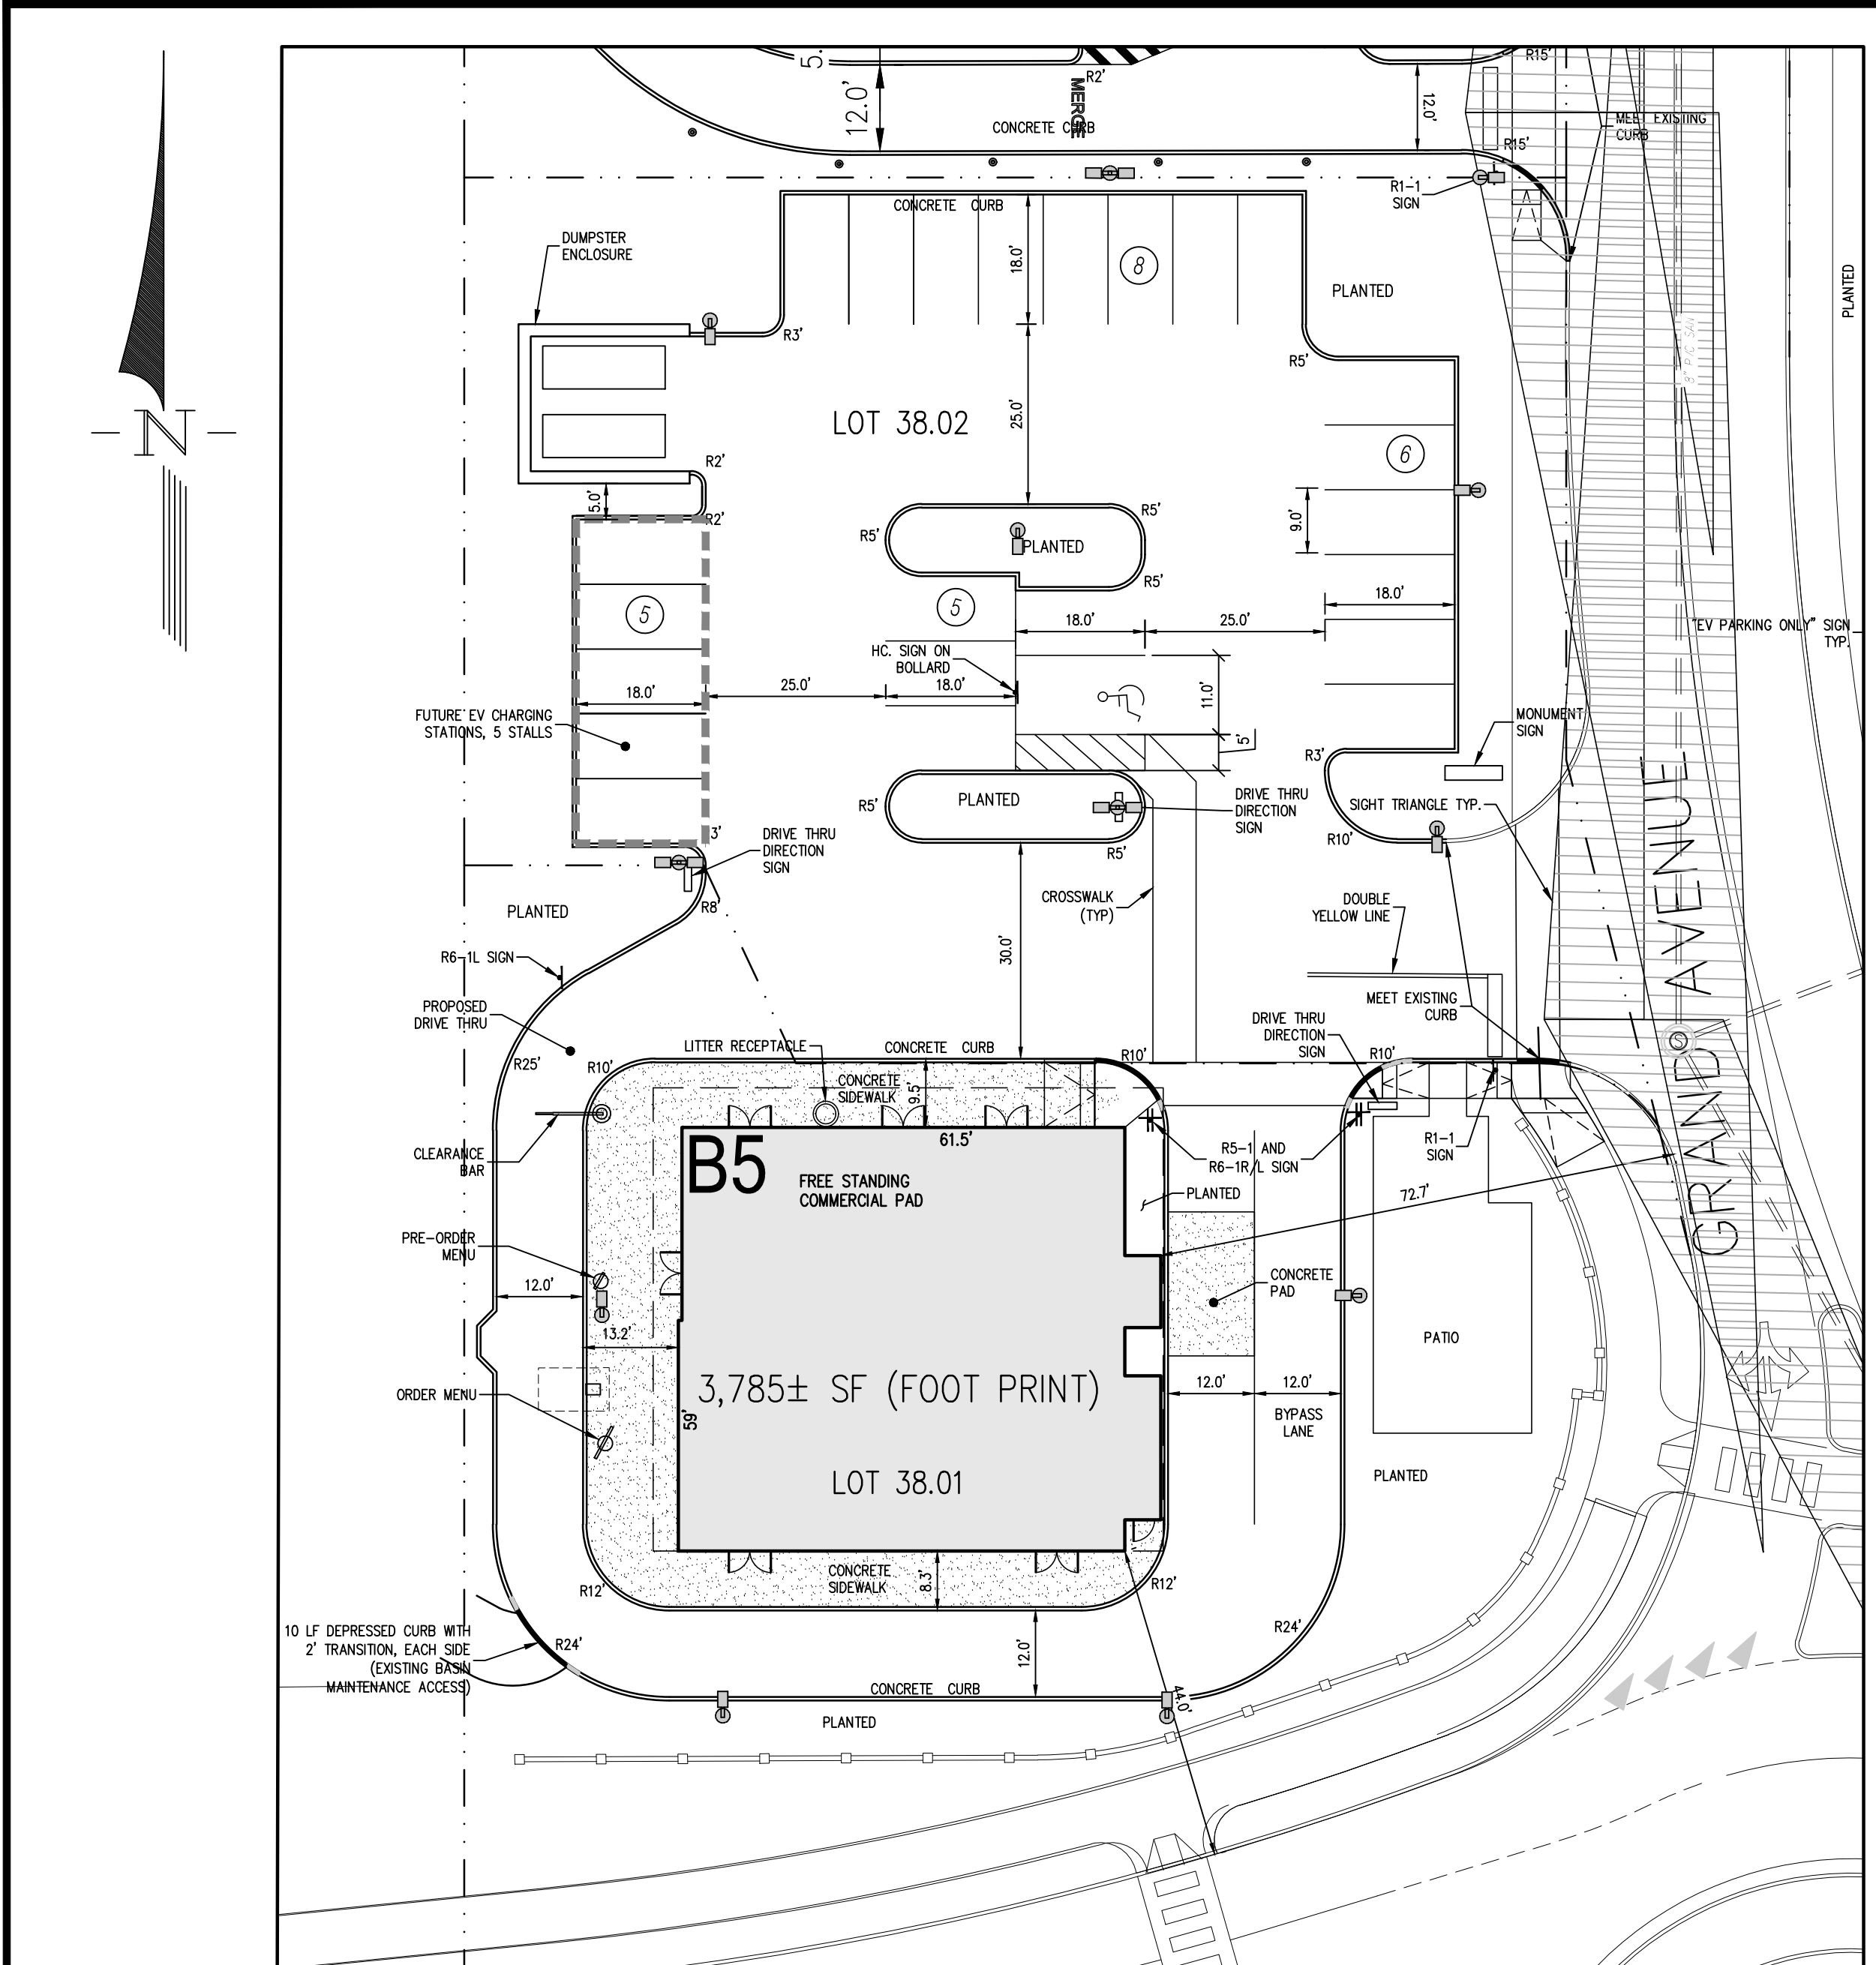 5.
12.0'
R2'
MERGE
CONCRETE CURB
12.0'
R15'
MEET EXISTING
CURB
R15'
R1-1
SIGN
CONCRETE CURB
DUMPSTER
ENCLOSURE
18.0'
8
PLANTED
PLANTED
R3'
R5'
8" PVC SAN
N
LOT 38.02
25.0'
6
R2'
5.0'
R2'
9.0'
R5'
R5'
PLANTED
R5'
5
5
18.0'
25.0'
18.0'
"EV PARKING ONLY" SIGN
TYP.
HC. SIGN ON
BOLLARD
18.0'
25.0'
18.0'
11.0'
FUTURE EV CHARGING
STATIONS, 5 STALLS
MONUMENT
SIGN
5'
R3'
R5'
PLANTED
DRIVE THRU
DIRECTION
SIGN
SIGHT TRIANGLE TYP.
3'
DRIVE THRU
DIRECTION
SIGN
R5'
R10'
PLANTED
R8'
CROSSWALK
(TYP)
DOUBLE
YELLOW LINE
R6-1L SIGN
30.0'
PROPOSED
DRIVE THRU
MEET EXISTING
CURB
GRAND AVENUE
S
DRIVE THRU
DIRECTION
SIGN
LITTER RECEPTACLE
CONCRETE CURB
R25'
R10'
R10'
R10'
CONCRETE
SIDEWALK
9.5'
61.5'
CLEARANCE
BAR
B5
FREE STANDING
COMMERCIAL PAD
R5-1 AND
R6-1R/L SIGN
R1-1
SIGN
PLANTED
72.7'
PRE-ORDER
MENU
12.0'
CONCRETE
PAD
13.2'
PATIO
ORDER MENU
3,785± SF (FOOT PRINT)
59'
12.0'
12.0'
BYPASS
LANE
LOT 38.01
PLANTED
CONCRETE
SIDEWALK
8.3'
R12'
R12'
10 LF DEPRESSED CURB WITH
2' TRANSITION, EACH SIDE
(EXISTING BASIN
MAINTENANCE ACCESS)
R24'
R24'
12.0'
CONCRETE CURB
44.0'
PLANTED